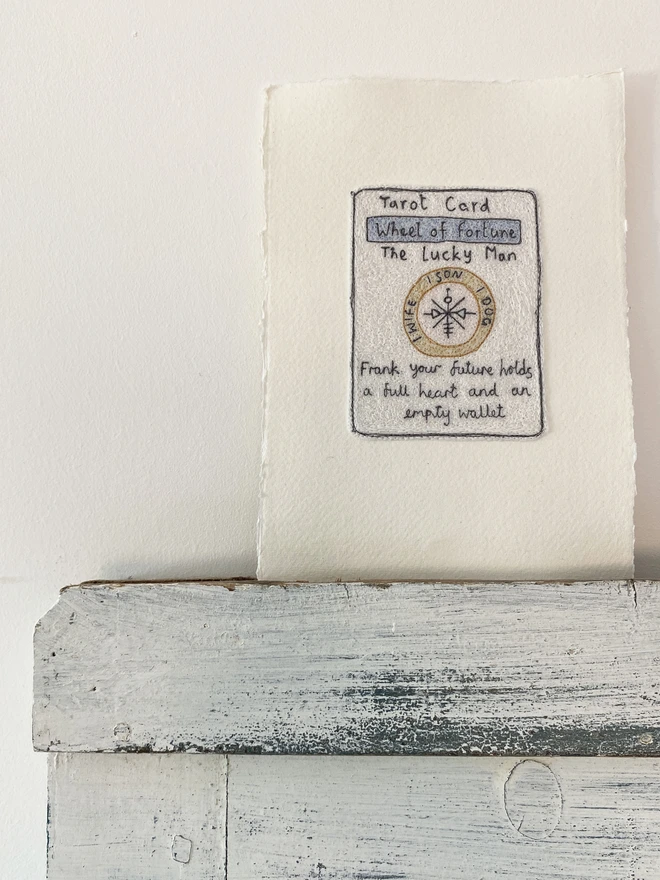 Tarot Card
Wheel of fortune
The Lucky Man
1 WIFE 1 SON 1 DOG
Frank your future holds
a full heart and an
empty wallet